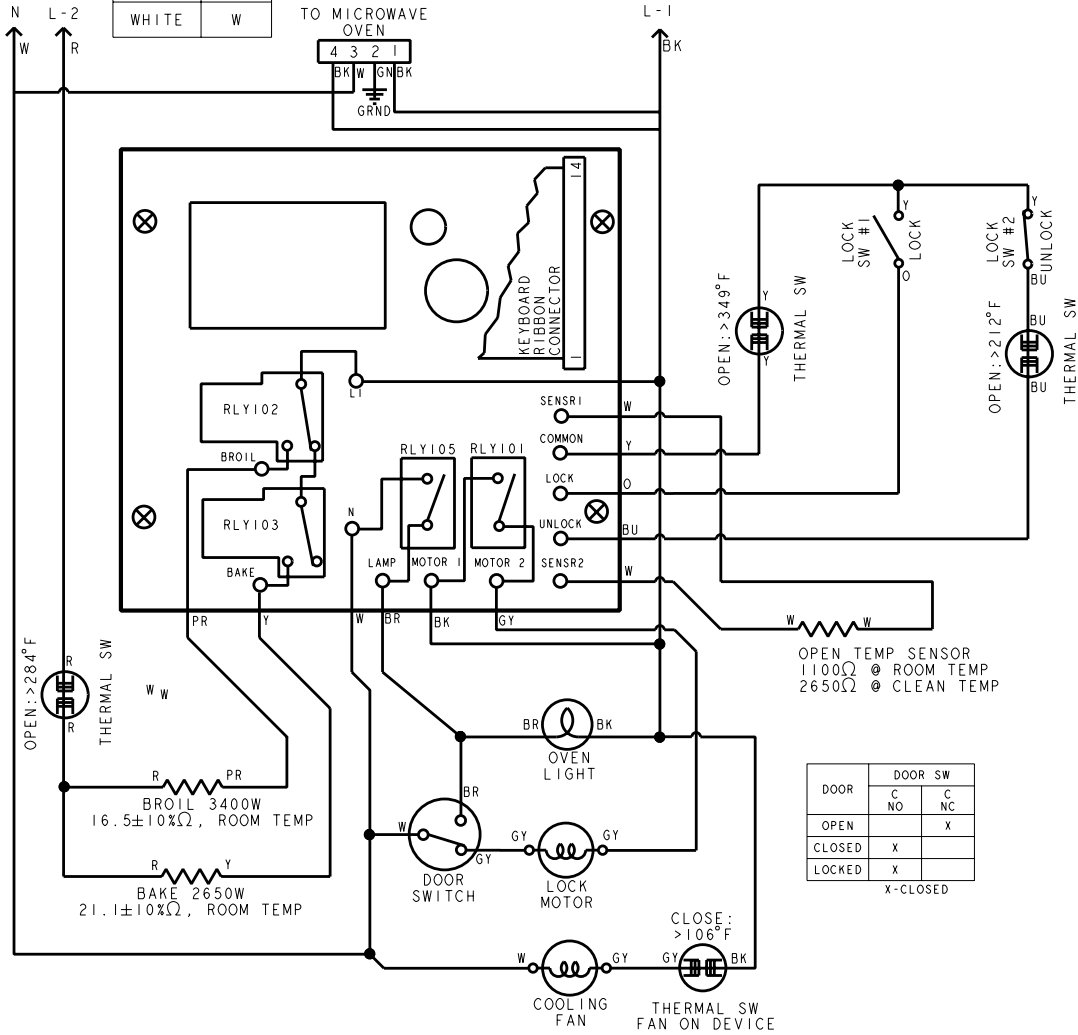 N L-2
WHITE W
TO MICROWAVE
OVEN
L-1
W R
4 3 2 1
BK W GN BK
GRND
BK
KEYBOARD
RIBBON
CONNECTOR
14
1
LOCK
SW #1
Y
LOCK
O
LOCK
SW #2
Y
UNLOCK
BU
OPEN:>349°F
Y
Y
THERMAL SW
OPEN:>212°F
BU
BU
THERMAL SW
L1
RLY102
BROIL
RLY103
BAKE
RLY105
RLY101
N
LAMP
MOTOR 1
MOTOR 2
SENSR1
COMMON
LOCK
UNLOCK
SENSR2
W
Y
O
BU
W
PR
Y
W
BR
BK
GY
W W
OPEN TEMP SENSOR
1100Ω @ ROOM TEMP
2650Ω @ CLEAN TEMP
OPEN:>284°F
R
R
THERMAL SW
W W
R PR
BROIL 3400W
16.5±10%Ω, ROOM TEMP
R Y
BAKE 2650W
21.1±10%Ω, ROOM TEMP
BR BK
OVEN
LIGHT
BR
W
GY
DOOR
SWITCH
GY GY
LOCK
MOTOR
DOOR DOOR SW
C
NO
C
NC
OPEN X
CLOSED X
LOCKED X
X-CLOSED
CLOSE:
>106°F
W GY
COOLING
FAN
GY BK
THERMAL SW
FAN ON DEVICE